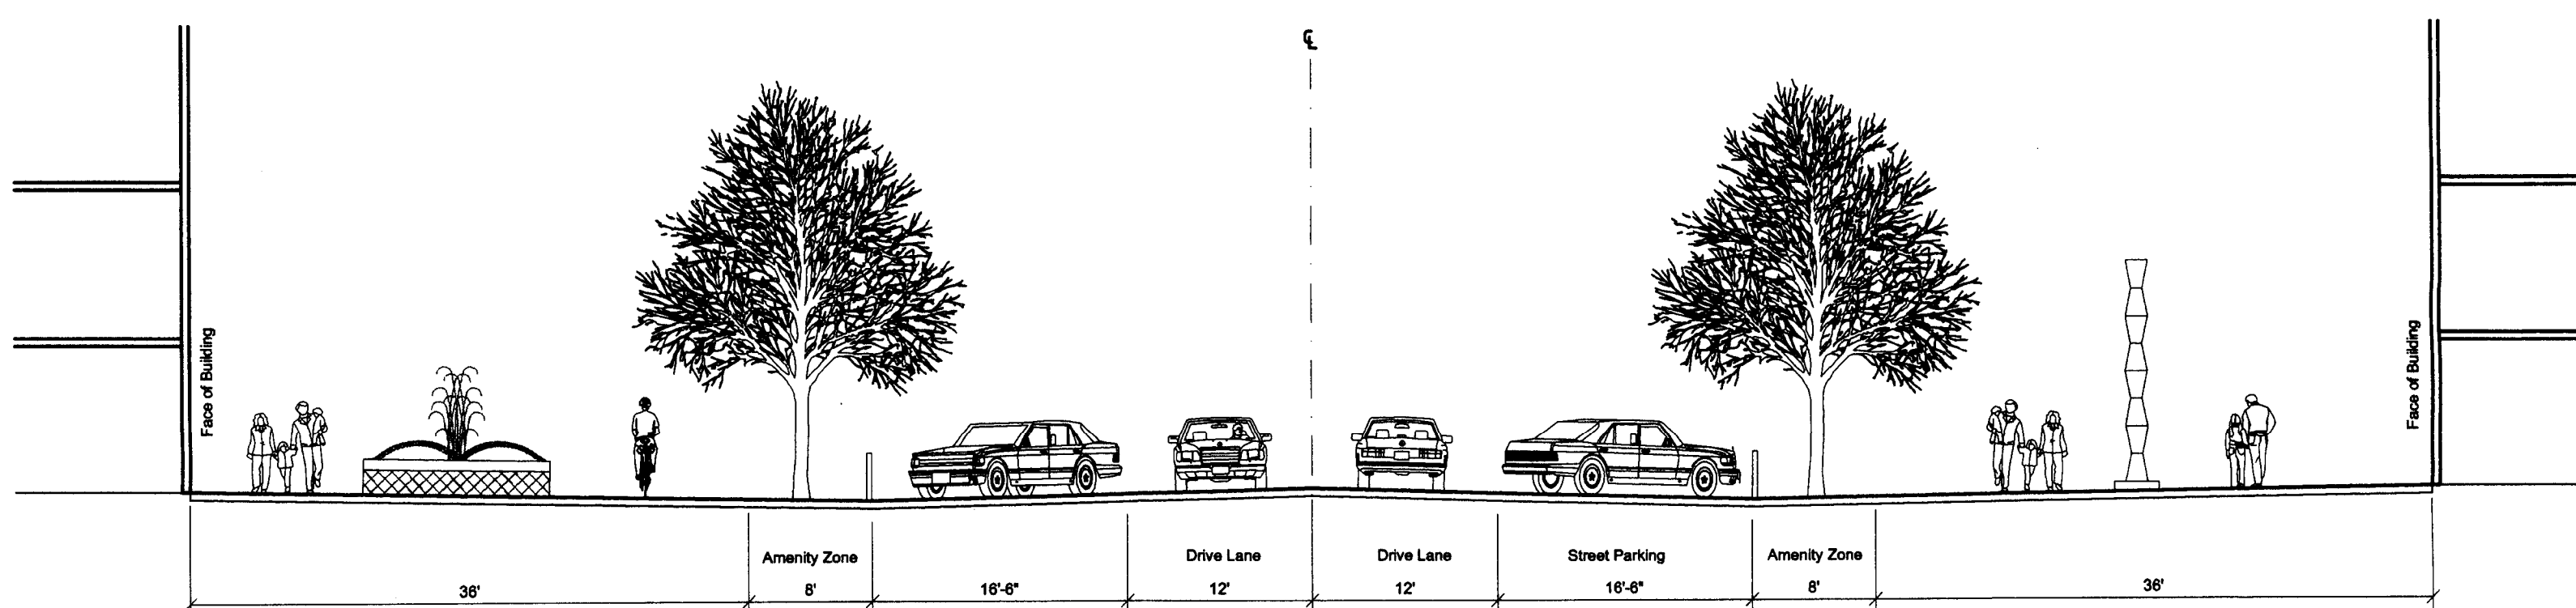 ℄
Face of Building
Face of Building
Amenity Zone
Drive Lane
Drive Lane
Street Parking
Amenity Zone
36'
8'
16'-6"
12'
12'
16'-6"
8'
36'